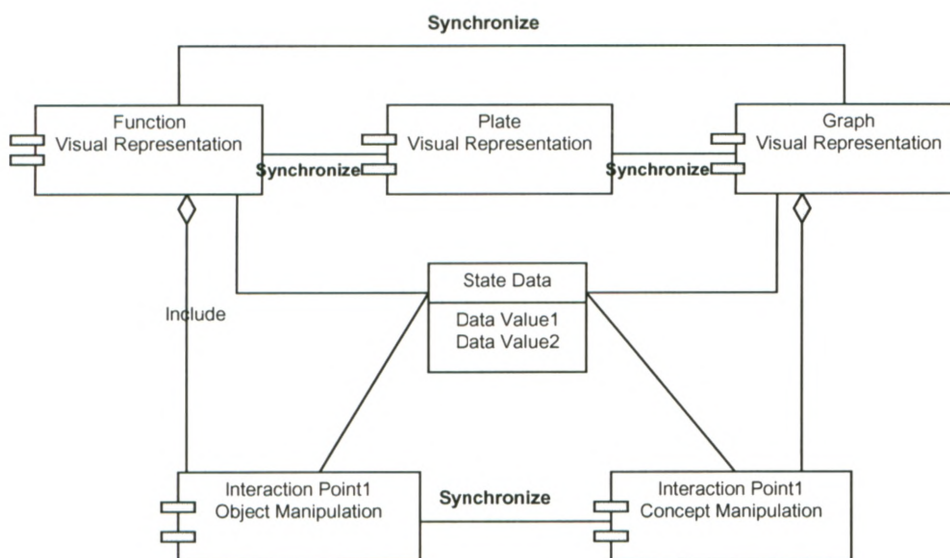 Synchronize
Function
Visual Representation
Plate
Visual Representation
Graph
Visual Representation
Synchronize
Synchronize
State Data
Data Value1
Data Value2
Include
Interaction Point1
Object Manipulation
Synchronize
Interaction Point1
Concept Manipulation